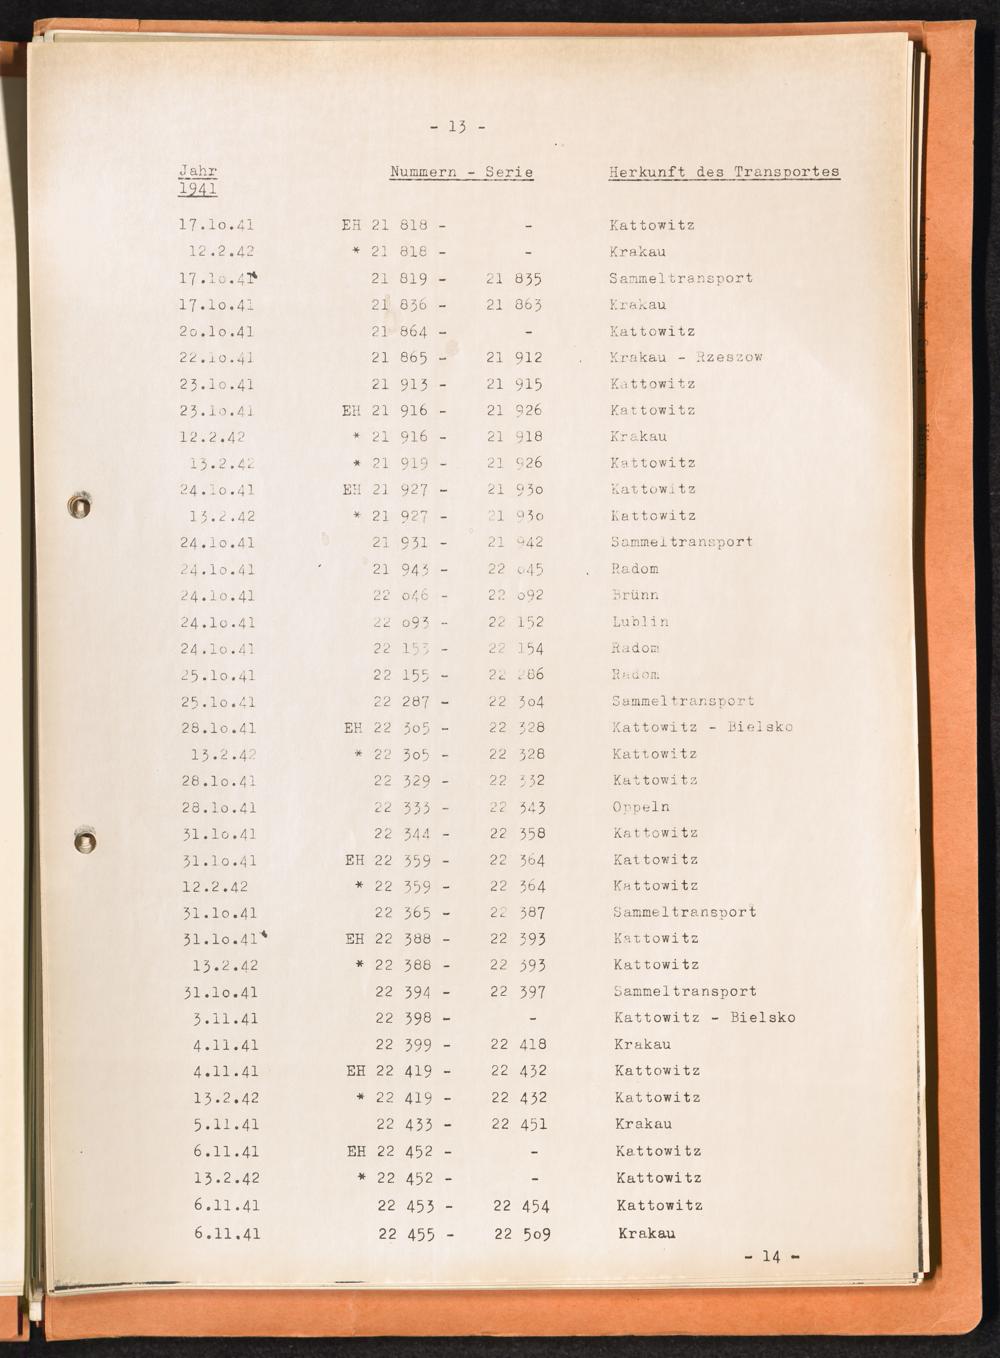 - 13 -
Jahr Nummern - Serie Herkunft des Transportes
1941
17.1o.41 EH 21 818 - - Kattowitz
12.2.42 * 21 818 - - Krakau
17.1o.41 21 819 - 21 835 Sammeltransport
17.1o.41 21 836 - 21 863 Krakau
2o.1o.41 21 864 - - Kattowitz
22.1o.41 21 865 - 21 912 Krakau - Rzeszow
23.1o.41 21 913 - 21 915 Kattowitz
23.1o.41 EH 21 916 - 21 926 Kattowitz
12.2.42 * 21 916 - 21 918 Krakau
13.2.42 * 21 919 - 21 926 Kattowitz
24.1o.41 EH 21 927 - 21 93o Kattowitz
13.2.42 * 21 927 - 21 93o Kattowitz
24.1o.41 21 931 - 21 942 Sammeltransport
24.1o.41 21 943 - 22 o45 Radom
24.1o.41 22 o46 - 22 o92 Brünn
24.1o.41 22 o93 - 22 152 Lublin
24.1o.41 22 153 - 22 154 Radom
25.1o.41 22 155 - 22 286 Radom
25.1o.41 22 287 - 22 3o4 Sammeltransport
28.1o.41 EH 22 3o5 - 22 328 Kattowitz - Bielsko
13.2.42 * 22 3o5 - 22 328 Kattowitz
28.1o.41 22 329 - 22 332 Kattowitz
28.1o.41 22 333 - 22 343 Oppeln
31.1o.41 22 344 - 22 358 Kattowitz
31.1o.41 EH 22 359 - 22 364 Kattowitz
12.2.42 * 22 359 - 22 364 Kattowitz
31.1o.41 22 365 - 22 387 Sammeltransport
31.1o.41 EH 22 388 - 22 393 Kattowitz
13.2.42 * 22 388 - 22 393 Kattowitz
31.1o.41 22 394 - 22 397 Sammeltransport
3.11.41 22 398 - - Kattowitz - Bielsko
4.11.41 22 399 - 22 418 Krakau
4.11.41 EH 22 419 - 22 432 Kattowitz
13.2.42 * 22 419 - 22 432 Kattowitz
5.11.41 22 433 - 22 451 Krakau
6.11.41 EH 22 452 - - Kattowitz
13.2.42 * 22 452 - - Kattowitz
6.11.41 22 453 - 22 454 Kattowitz
6.11.41 22 455 - 22 5o9 Krakau
- 14 -